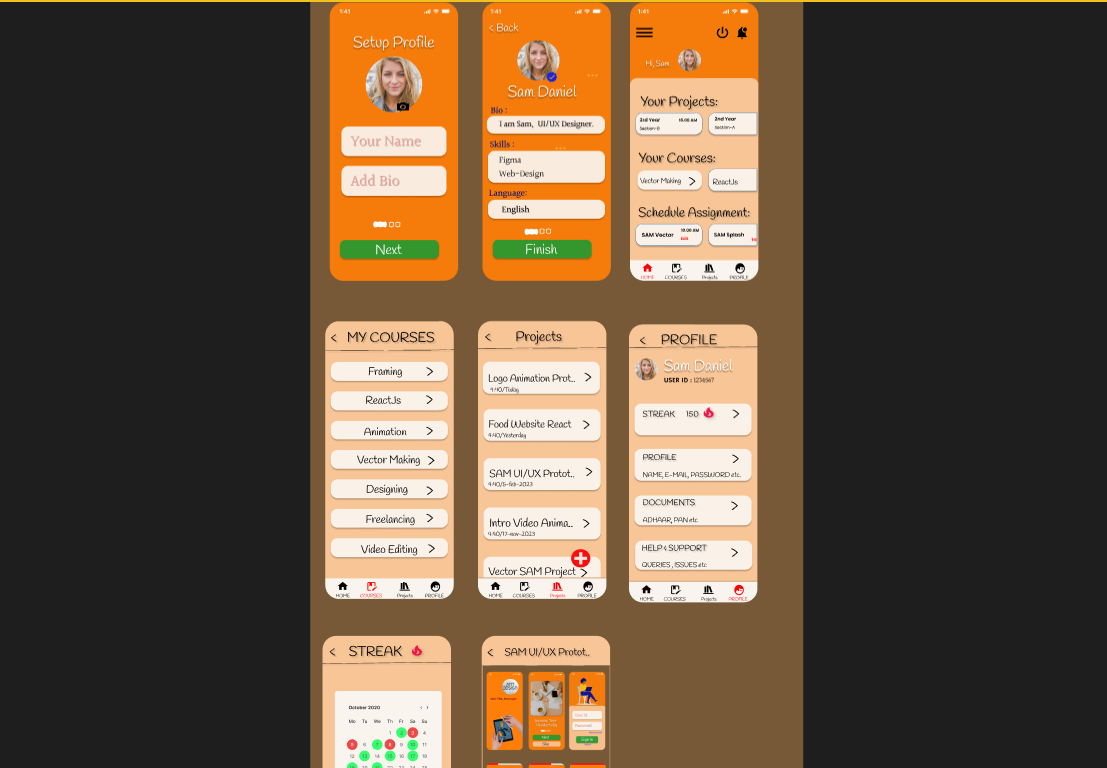 1:41
Setup Profile
Your Name
Add Bio
Next
1:41
< Back
Sam Daniel
Bio :
I am Sam, UI/UX Designer.
Skills :
Figma
Web-Design
Language:
English
Finish
1:41
Hi, Sam
Your Projects:
3rd Year 10.00 AM
Section-B
2nd Year
Section-A
Your Courses:
Vector Making
ReactJs
Schedule Assignment:
SAM Vector 10.00 AM
SAM Splash
HOME COURSES Projects PROFILE
< MY COURSES
Framing
ReactJs
Animation
Vector Making
Designing
Freelancing
Video Editing
HOME COURSES Projects PROFILE
< Projects
Logo Animation Prot..
4:40/Today
Food Website React
4:40/Yesterday
SAM UI/UX Protot..
4:40/5-feb-2023
Intro Video Anima..
4:40/17-nov-2023
Vector SAM Project
HOME COURSES Projects PROFILE
< PROFILE
Sam Daniel
USER ID : 1234567
STREAK 150
PROFILE
NAME, E-MAIL, PASSWORD etc.
DOCUMENTS
ADHAAR, PAN etc
HELP & SUPPORT
QUERIES , ISSUES etc
HOME COURSES Projects PROFILE
< STREAK
October 2020
Mo Tu We Th Fr Sa Su
1 2 3 4
5 6 7 8 9 10 11
12 13 14 15 16 17 18
< SAM UI/UX Protot..